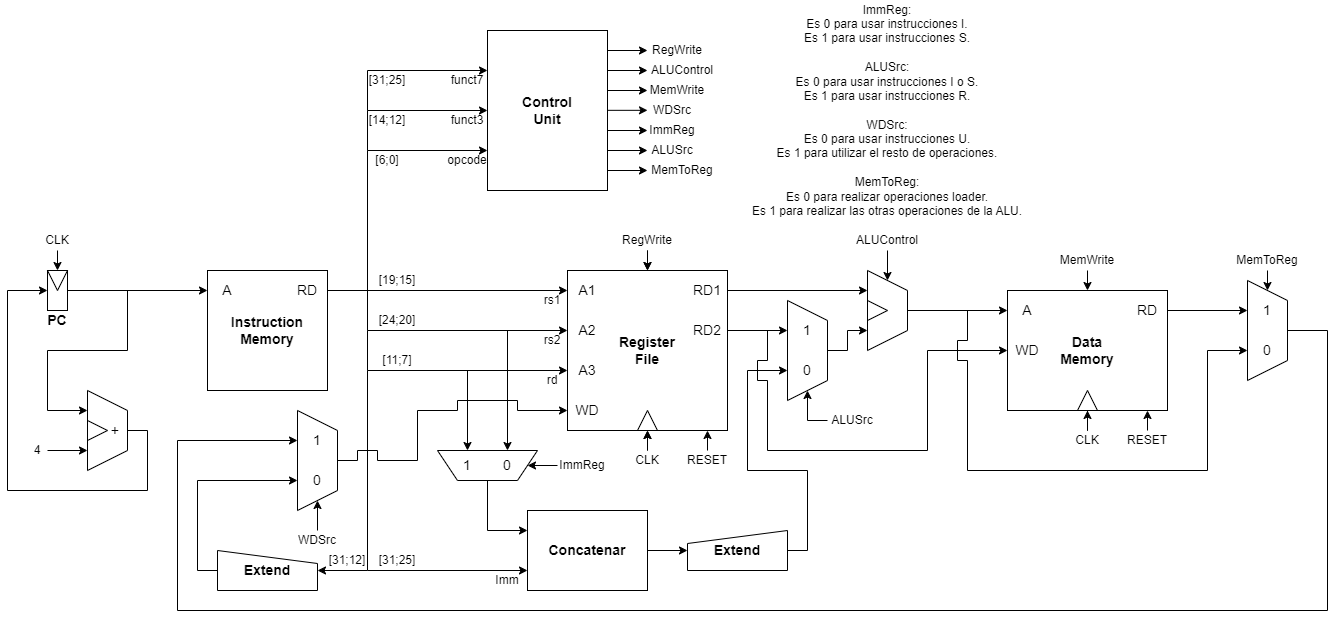 ImmReg:
Es 0 para usar instrucciones I.
Es 1 para usar instrucciones S.
ALUSrc:
Es 0 para usar instrucciones I o S.
Es 1 para usar instrucciones R.
WDSrc:
Es 0 para usar instrucciones U.
Es 1 para utilizar el resto de operaciones.
MemToReg:
Es 0 para realizar operaciones loader.
Es 1 para realizar las otras operaciones de la ALU.
[31;25]
funct7
[14;12]
funct3
[6;0]
opcode
Control
Unit
RegWrite
ALUControl
MemWrite
WDSrc
ImmReg
ALUSrc
MemToReg
CLK
PC
4
+
A
RD
Instruction
Memory
[19;15]
rs1
[24;20]
rs2
[11;7]
rd
RegWrite
A1
A2
A3
WD
RD1
RD2
Register
File
CLK
RESET
1
0
ALUSrc
ALUControl
MemWrite
A
WD
RD
Data
Memory
CLK
RESET
MemToReg
1
0
1
0
WDSrc
Extend
[31;12]
[31;25]
1
0
ImmReg
Imm
Concatenar
Extend